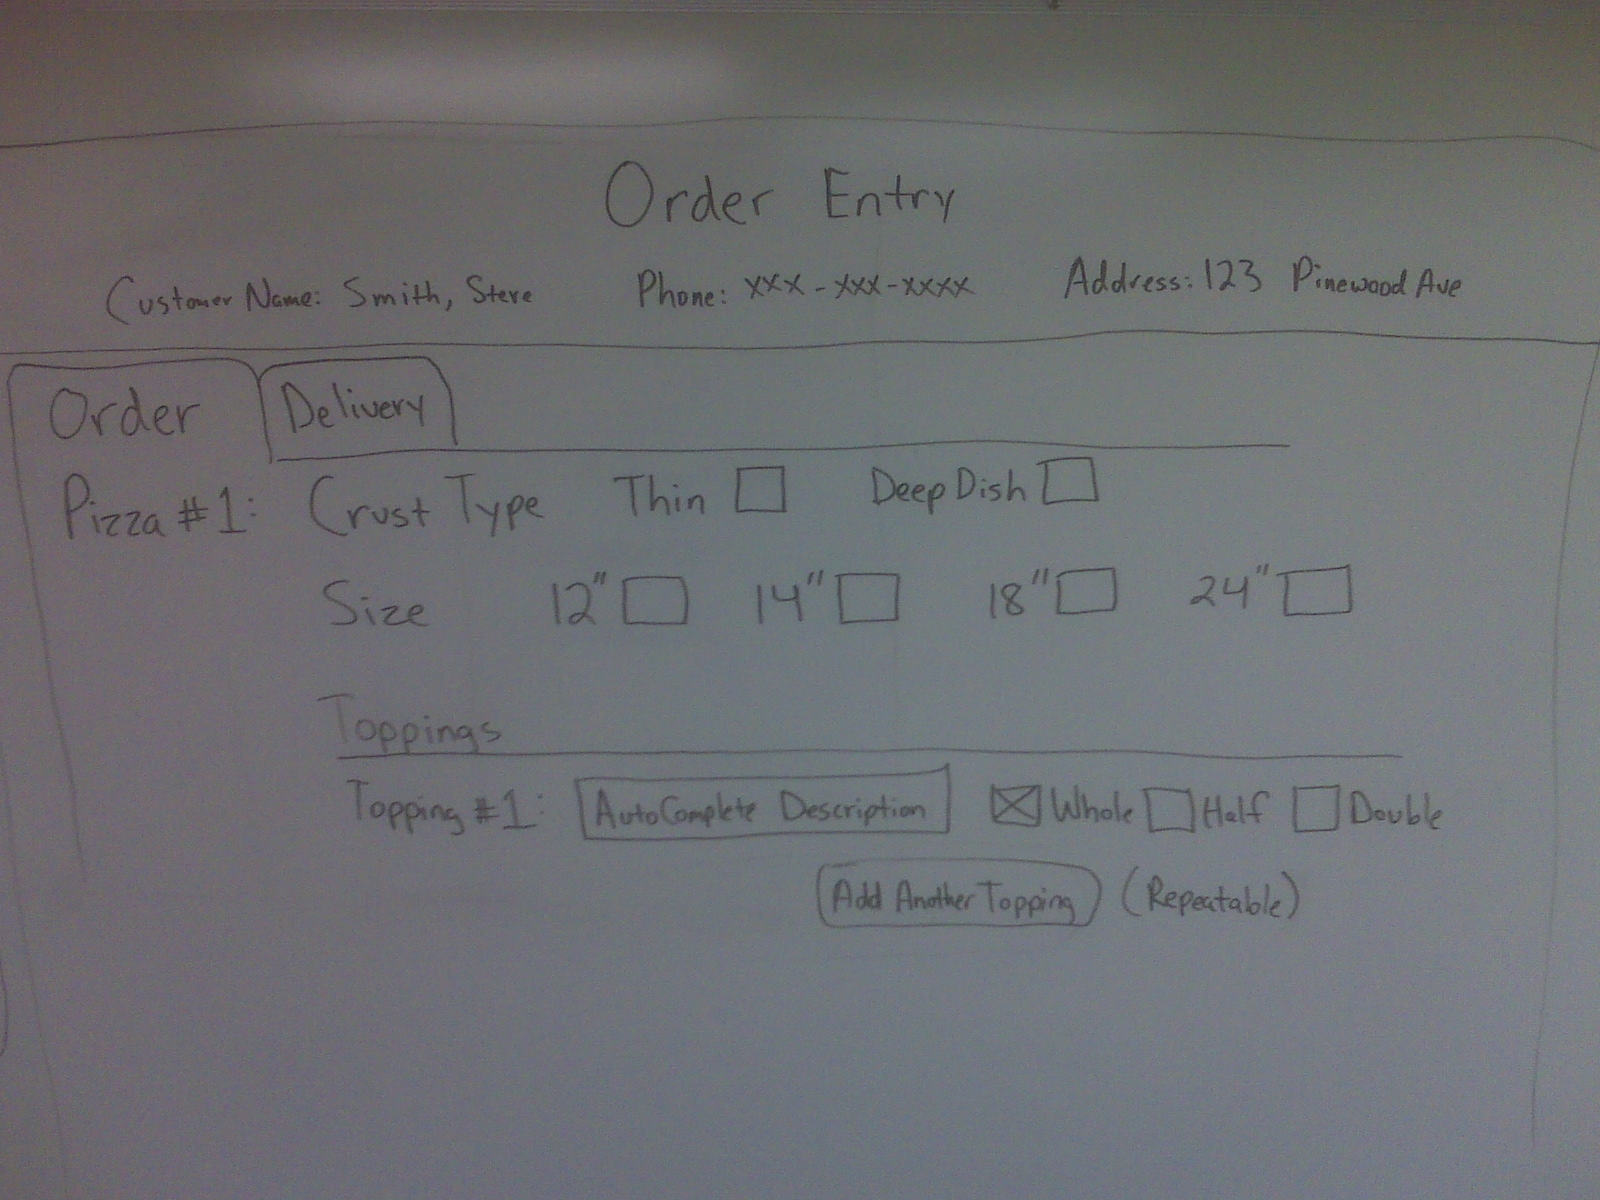 Order Entry
Customer Name: Smith, Steve Phone: xxx-xxx-xxxx Address: 123 Pinewood Ave
Order Delivery
Pizza #1: Crust Type Thin Deep Dish
Size 12" 14" 18" 24"
Toppings
Topping #1: AutoComplete Description Whole Half Double
Add Another Topping (Repeatable)